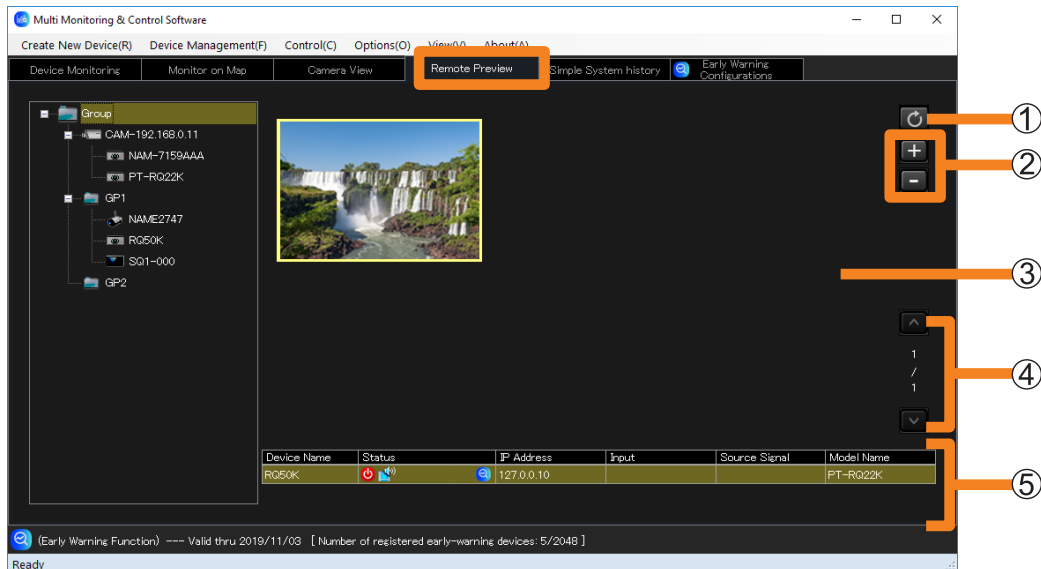 Multi Monitoring & Control Software
Create New Device(R) Device Management(F) Control(C) Options(O) View(V) About(A)
Device Monitoring Monitor on Map Camera View Remote Preview Simple System history Early Warning Configurations
Group
CAM-192.168.0.11
NAM-7159AAA
PT-RQ22K
GP1
NAME2747
RQ50K
SQ1-000
GP2
①
+
②
-
③
1
/
1
④
Device Name Status IP Address Input Source Signal Model Name
RQ50K 127.0.0.10 PT-RQ22K
⑤
(Early Warning Function) --- Valid thru 2019/11/03 [ Number of registered early-warning devices: 5/2048 ]
Ready